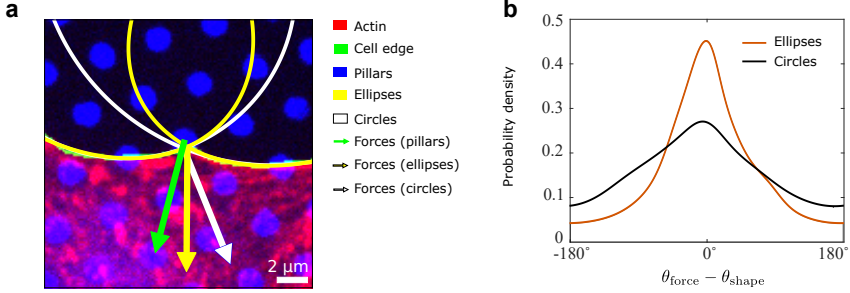 a
Actin
Cell edge
Pillars
Ellipses
Circles
Forces (pillars)
Forces (ellipses)
Forces (circles)
2 μm
b
Probability density
0.5
0.4
0.3
0.2
0.1
0
-180°
0°
180°
θforce − θshape
Ellipses
Circles